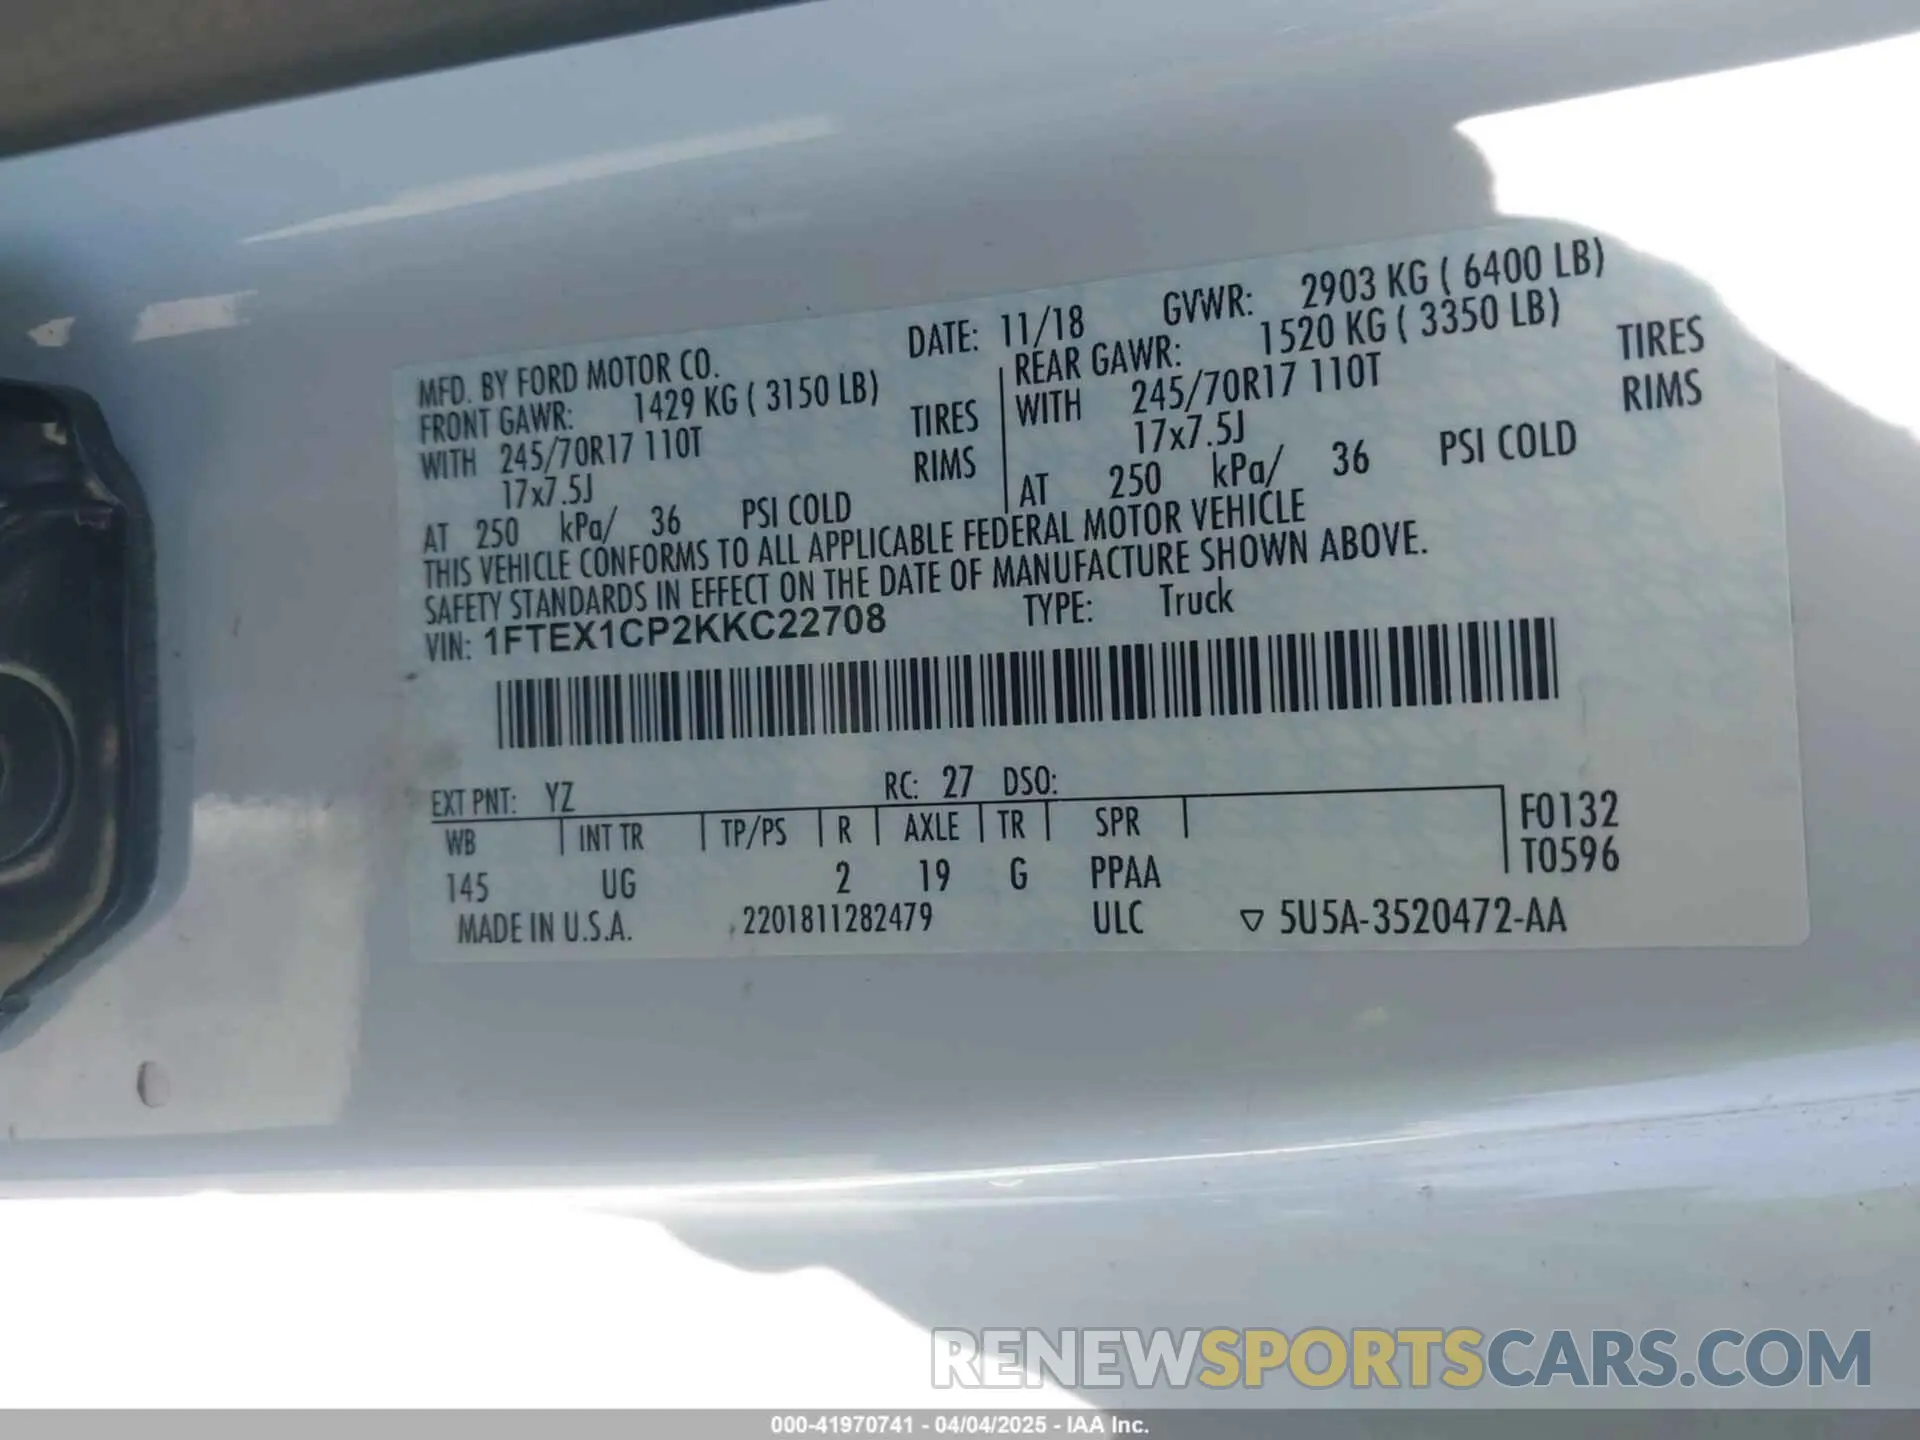 MFD. BY FORD MOTOR CO. DATE: 11/18 GVWR: 2903 KG ( 6400 LB)
FRONT GAWR: 1429 KG ( 3150 LB) REAR GAWR: 1520 KG ( 3350 LB)
WITH 245/70R17 110T TIRES WITH 245/70R17 110T TIRES
17x7.5J RIMS 17x7.5J RIMS
AT 250 kPa/ 36 PSI COLD AT 250 kPa/ 36 PSI COLD
THIS VEHICLE CONFORMS TO ALL APPLICABLE FEDERAL MOTOR VEHICLE
SAFETY STANDARDS IN EFFECT ON THE DATE OF MANUFACTURE SHOWN ABOVE.
VIN: 1FTEX1CP2KKC22708 TYPE: Truck
EXT PNT: YZ RC: 27 DSO:
WB INT TR TP/PS R AXLE TR SPR F0132
145 UG 2 19 G PPAA T0596
MADE IN U.S.A. 2201811282479 ULC ▽ 5U5A-3520472-AA
RENEWSPORTSCARS.COM
000-41970741 - 04/04/2025 - IAA Inc.